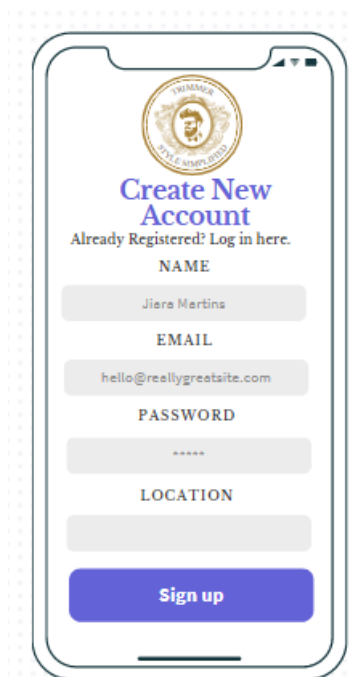 TRIMMER
STYLE SIMPLIFIED
Create New
Account
Already Registered? Log in here.
NAME
Jiara Martins
EMAIL
hello@reallygreatsite.com
PASSWORD
*****
LOCATION
Sign up